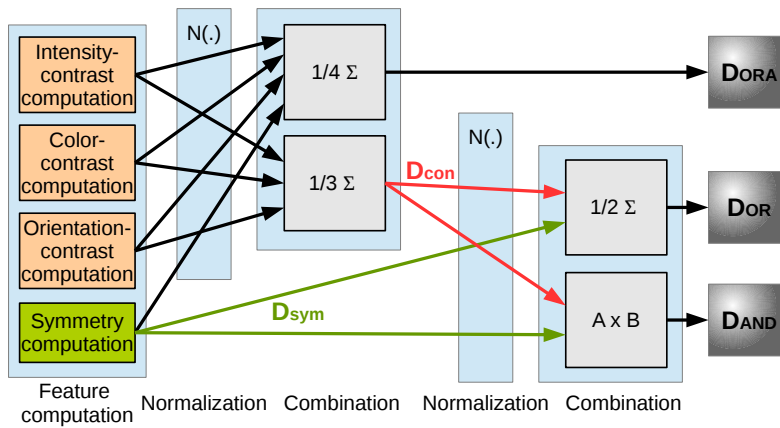 Intensity-
contrast
computation
Color-
contrast
computation
Orientation-
contrast
computation
Symmetry
computation
Feature
computation
N(.)
Normalization
1/4 Σ
1/3 Σ
Combination
Dcon
Dsym
N(.)
Normalization
1/2 Σ
A x B
Combination
DORA
DOR
DAND